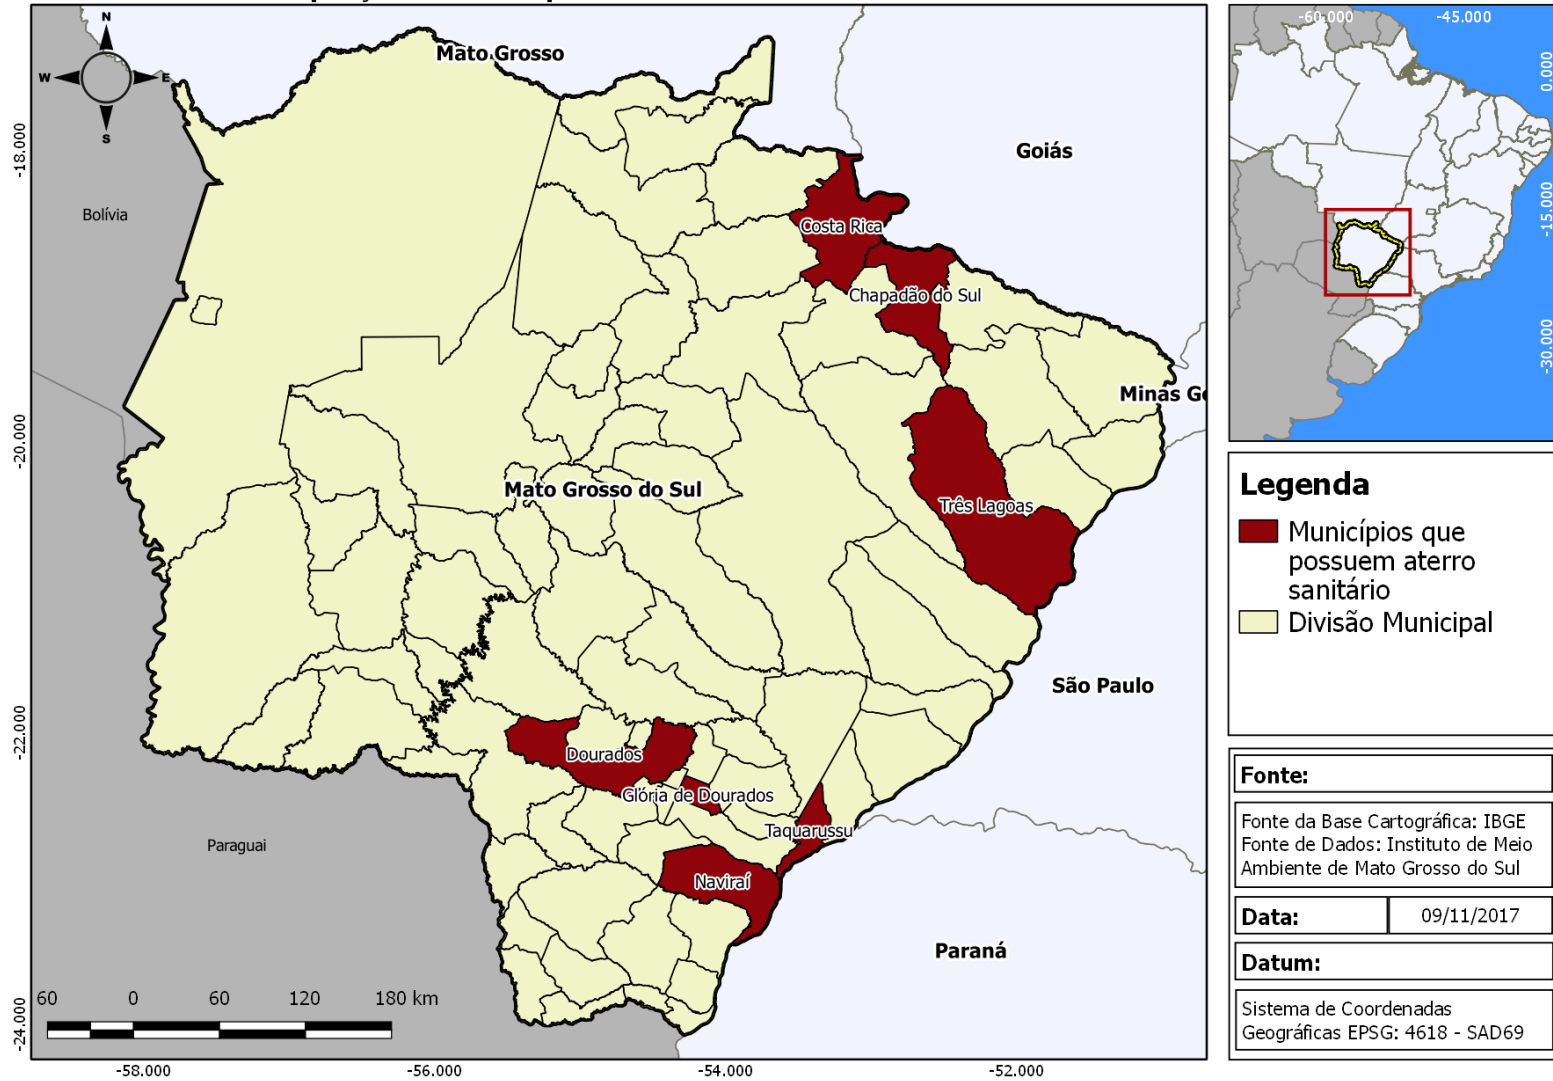 N
W
E
S
Mato Grosso
Goiás
Bolívia
Costa Rica
Chapadão do Sul
Minas Ge
Mato Grosso do Sul
Três Lagoas
São Paulo
Dourados
Glória de Dourados
Taquarussu
Paraguai
Naviraí
Paraná
60 0 60 120 180 km
-18.000
-20.000
-22.000
-24.000
-58.000 -56.000 -54.000 -52.000
-60.000 -45.000
0.000
-15.000
-30.000
Legenda
Municípios que
possuem aterro
sanitário
Divisão Municipal
Fonte:
Fonte da Base Cartográfica: IBGE
Fonte de Dados: Instituto de Meio
Ambiente de Mato Grosso do Sul
Data: 09/11/2017
Datum:
Sistema de Coordenadas
Geográficas EPSG: 4618 - SAD69